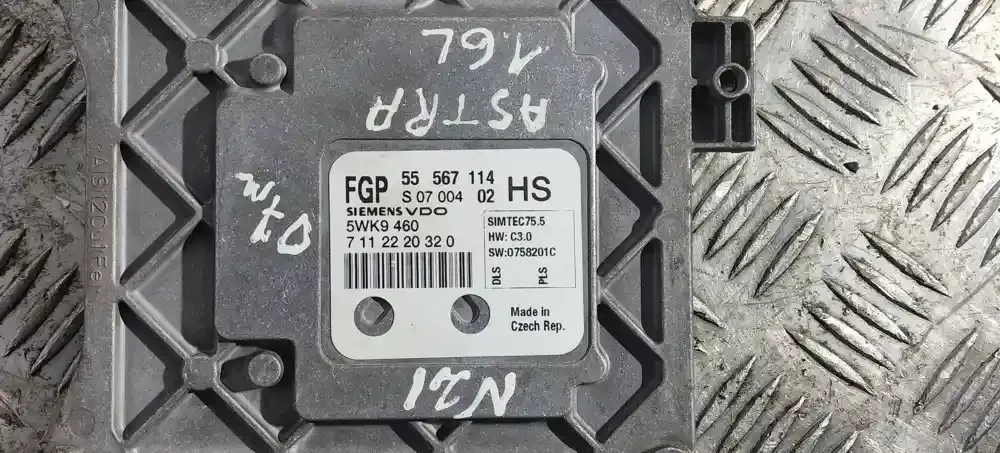 1.6L
ASTRA
07m
FGP 55 567 114
S 07 004 02 HS
SIEMENS VDO
5WK9 460
7 11 22 20 32 0
SIMTEC75.5
HW: C3.0
SW:0758201C
DLS
PLS
Made in
Czech Rep.
N21